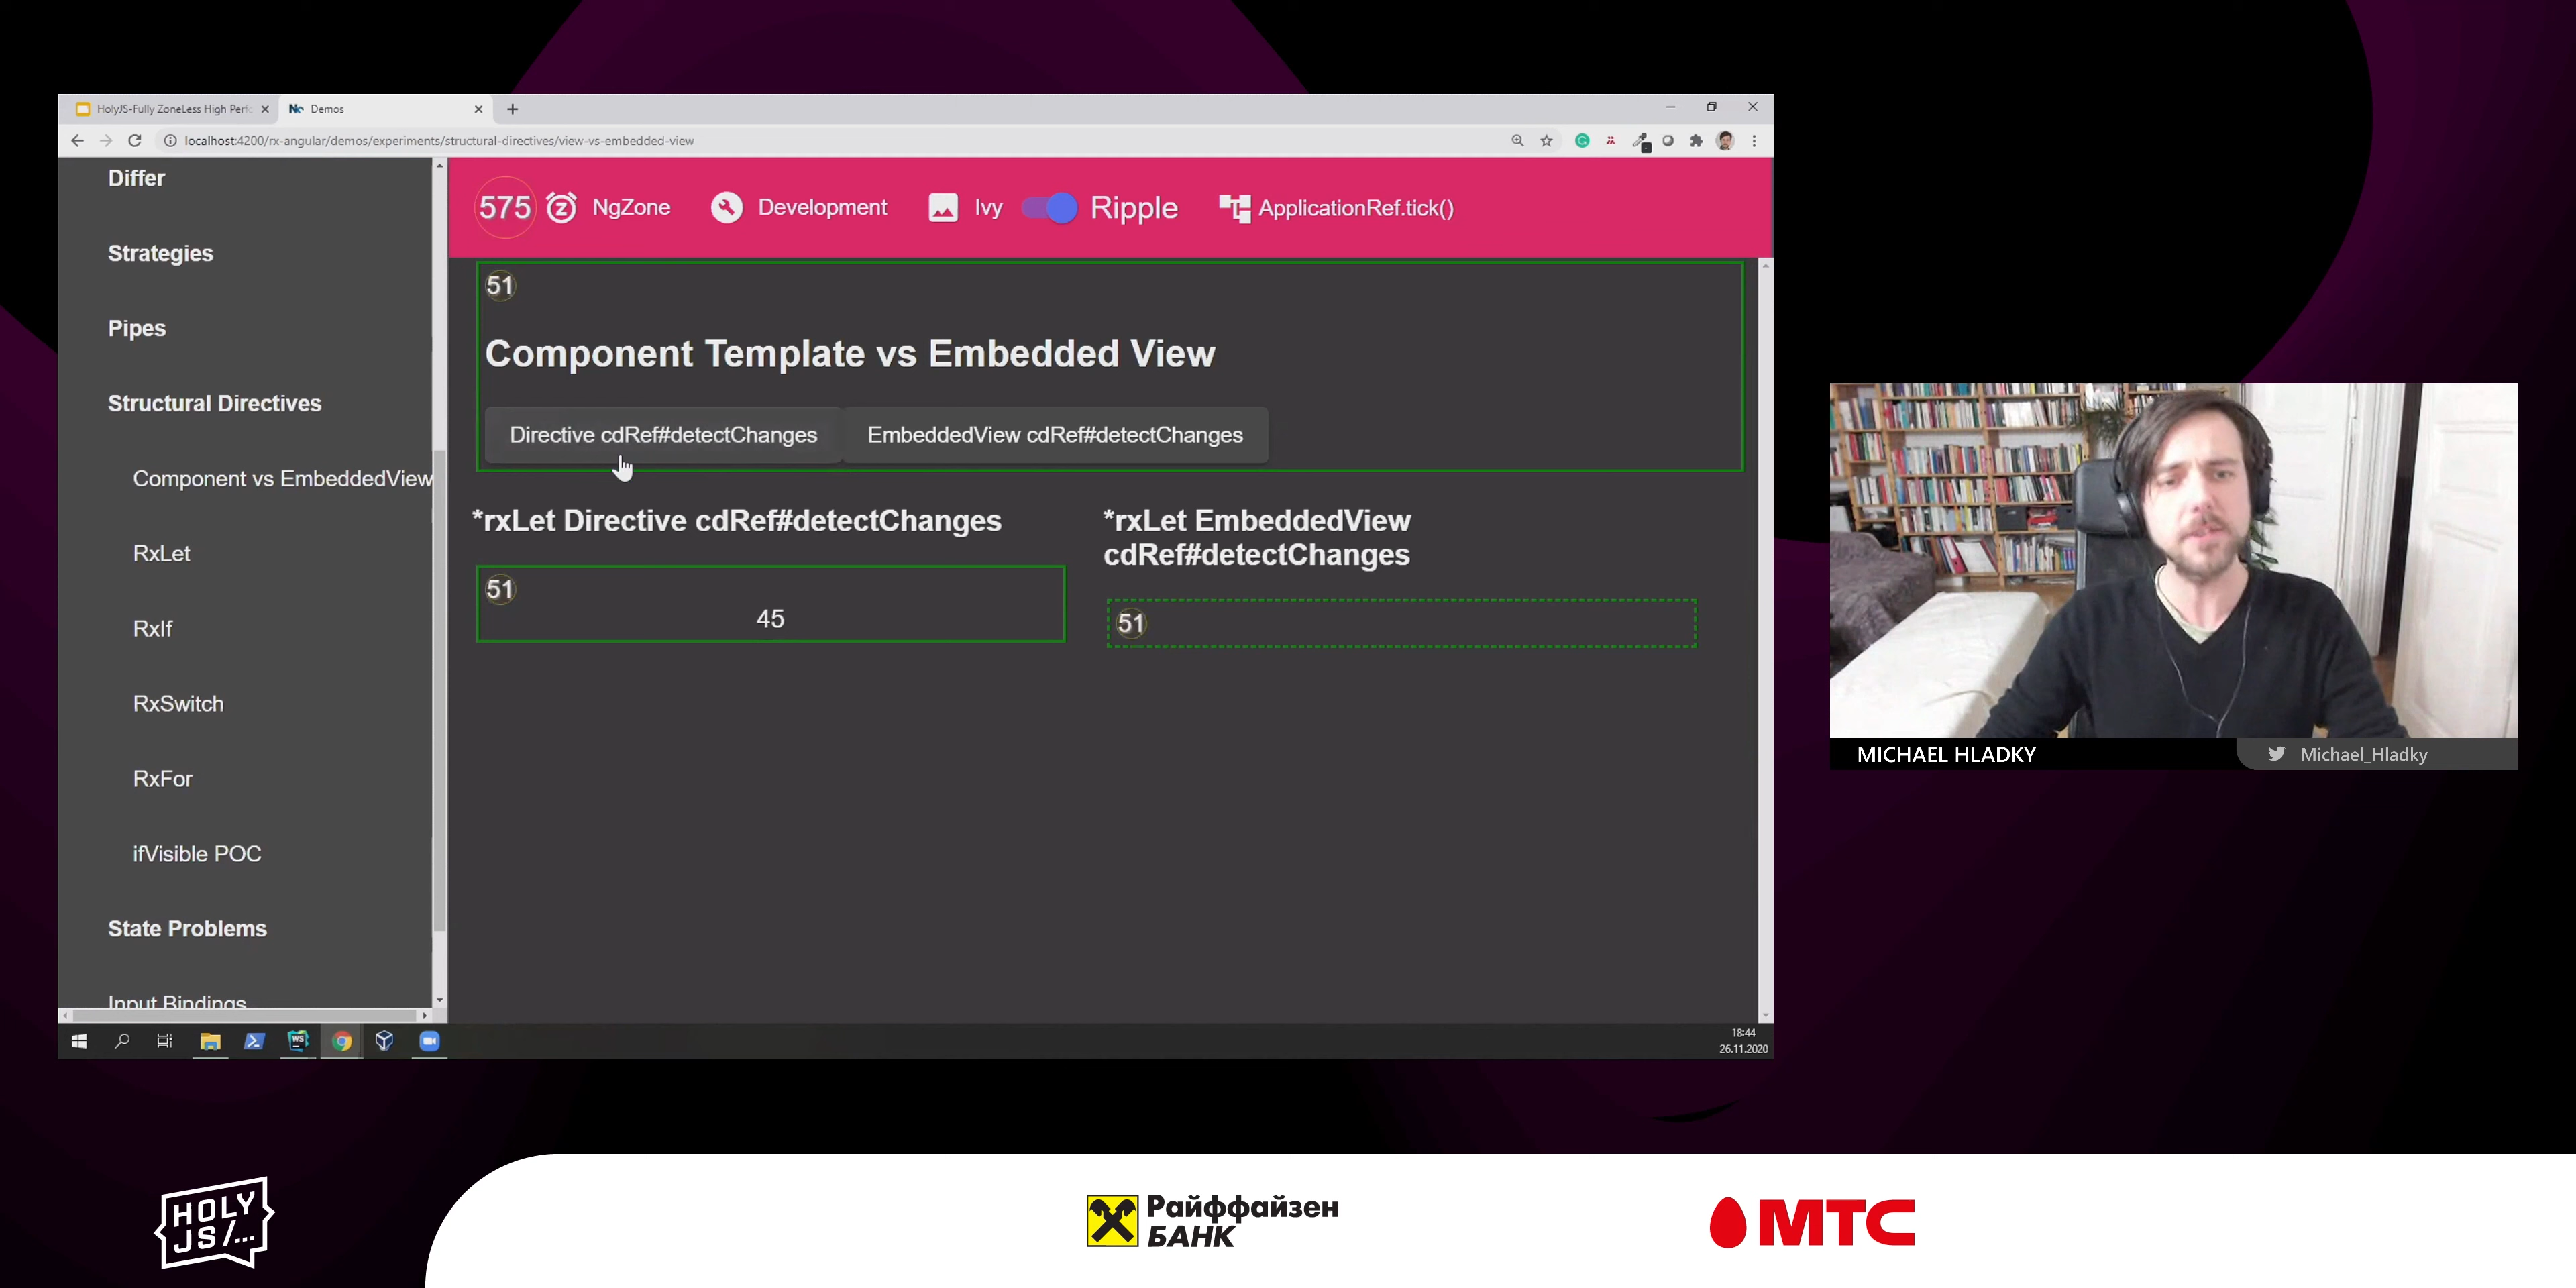 HolyJS-Fully ZoneLess High Perf
Demos
localhost:4200/rx-angular/demos/experiments/structural-directives/view-vs-embedded-view
Differ
Strategies
Pipes
Structural Directives
Component vs EmbeddedView
RxLet
RxIf
RxSwitch
RxFor
ifVisible POC
State Problems
Input Bindings
575 NgZone Development Ivy Ripple ApplicationRef.tick()
51
Component Template vs Embedded View
Directive cdRef#detectChanges EmbeddedView cdRef#detectChanges
*rxLet Directive cdRef#detectChanges
51
45
*rxLet EmbeddedView
cdRef#detectChanges
51
WS
18:44
26.11.2020
MICHAEL HLADKY
Michael_Hladky
HOLY
JS/...
Райффайзен
БАНК
МТС